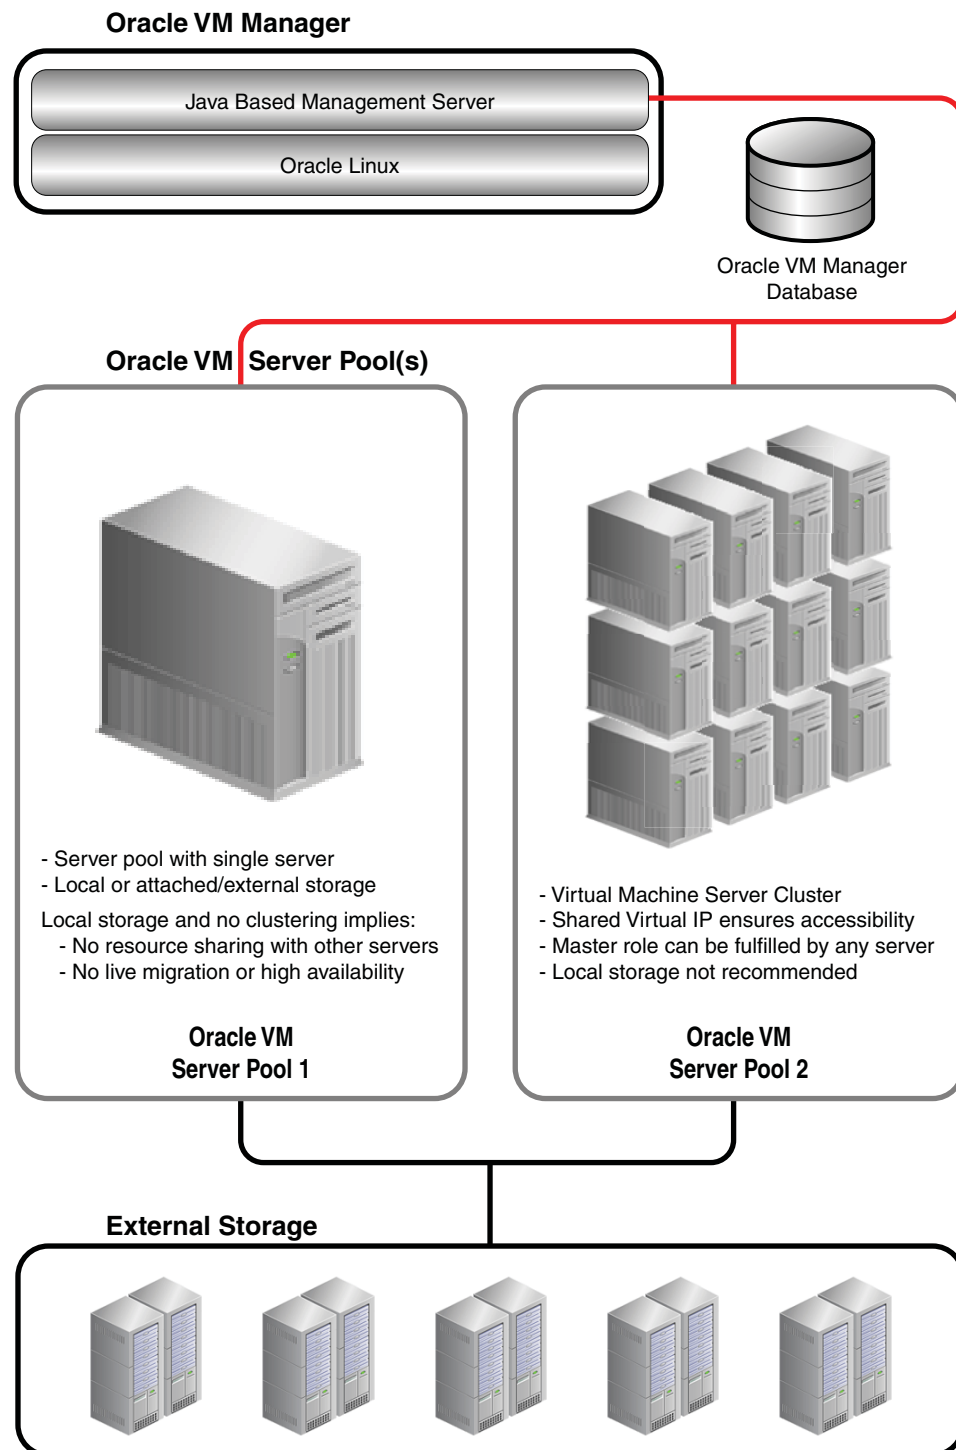 Oracle VM Manager
Java Based Management Server
Oracle Linux
Oracle VM Manager
Database
Oracle VM Server Pool(s)
- Server pool with single server
- Local or attached/external storage
Local storage and no clustering implies:
- No resource sharing with other servers
- No live migration or high availability
Oracle VM
Server Pool 1
- Virtual Machine Server Cluster
- Shared Virtual IP ensures accessibility
- Master role can be fulfilled by any server
- Local storage not recommended
Oracle VM
Server Pool 2
External Storage